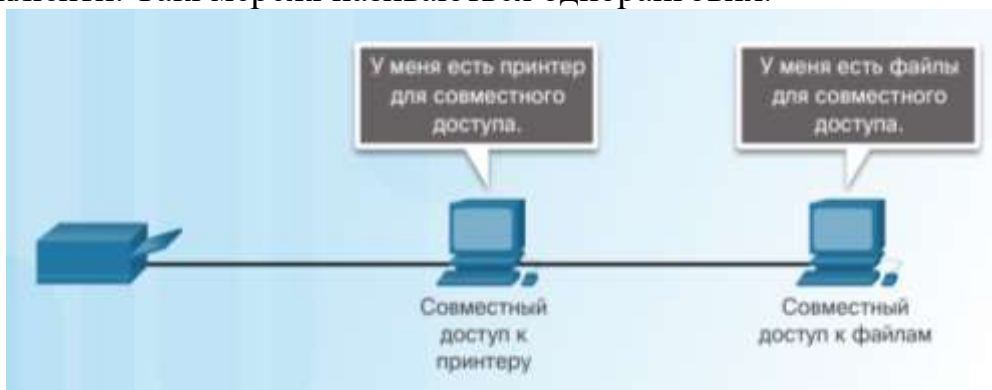 У меня есть принтер
для совместного
доступа.
У меня есть файлы
для совместного
доступа.
Совместный
доступ к
принтеру
Совместный
доступ к файлам